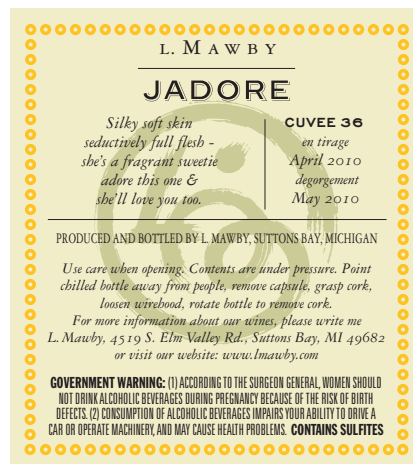 L. MAWBY
JADORE
Silky soft skin
seductively full flesh -
she's a fragrant sweetie
adore this one &
she'll love you too.
CUVEE 36
en tirage
April 2010
degorgement
May 2010
PRODUCED AND BOTTLED BY L. MAWBY, SUTTONS BAY, MICHIGAN
Use care when opening. Contents are under pressure. Point
chilled bottle away from people, remove capsule, grasp cork,
loosen wirehood, rotate bottle to remove cork.
For more information about our wines, please write me
L. Mawby, 4519 S. Elm Valley Rd., Suttons Bay, MI 49682
or visit our website: www.lmawby.com
GOVERNMENT WARNING: (1) ACCORDING TO THE SURGEON GENERAL, WOMEN SHOULD
NOT DRINK ALCOHOLIC BEVERAGES DURING PREGNANCY BECAUSE OF THE RISK OF BIRTH
DEFECTS. (2) CONSUMPTION OF ALCOHOLIC BEVERAGES IMPAIRS YOUR ABILITY TO DRIVE A
CAR OR OPERATE MACHINERY, AND MAY CAUSE HEALTH PROBLEMS. CONTAINS SULFITES